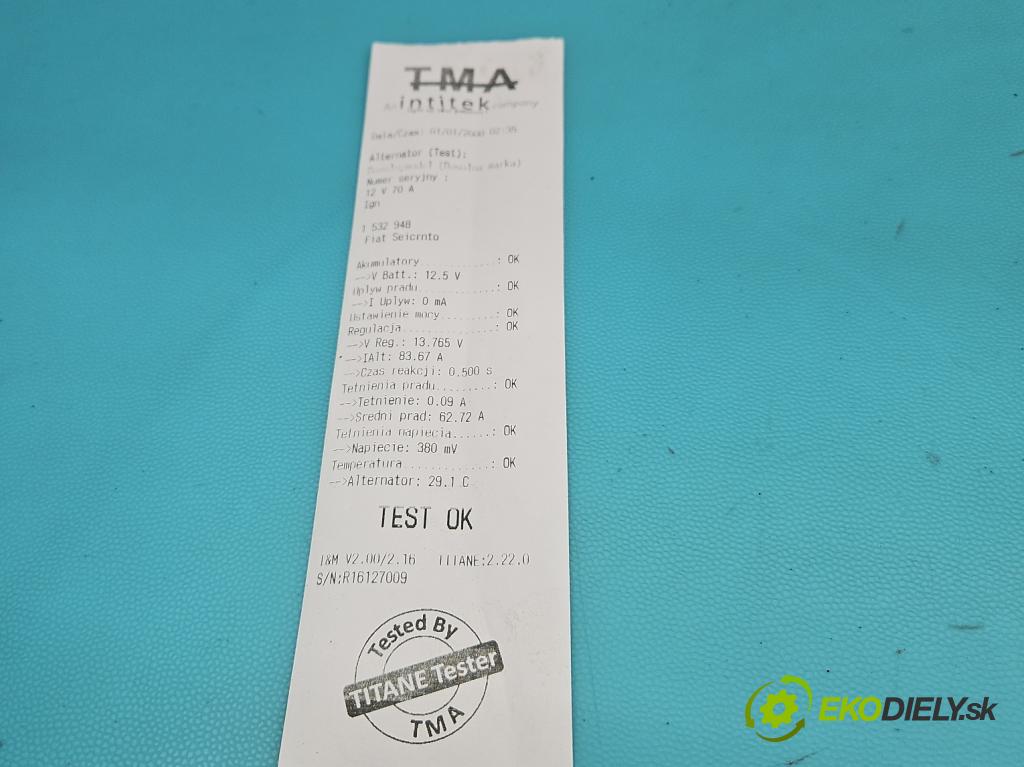 TMA
An intitek company
Data/Czas: 01/01/2000 02:35
Alternator (Test):
(Dowolna marka)
Numer seryjny :
12 V 70 A
Ign
1 532 948
Fiat Seicrnto
Akumulatory..........: OK
-->V Batt.: 12.5 V
Uplyw pradu..........: OK
-->I Uplyw: 0 mA
Ustawienie mocy.......: OK
Regulacja............: OK
-->V Reg.: 13.765 V
-->IAlt: 83.67 A
-->Czas reakcji: 0.500 s
Tetnienia pradu.......: OK
-->Tetnienie: 0.09 A
-->Sredni prad: 62.72 A
Tetnienia napiecia.....: OK
-->Napiecie: 380 mV
Temperatura...........: OK
-->Alternator: 29.1 C
TEST OK
I&M V2.00/2.16 TITANE:2.22.0
S/N:R16127009
Tested By
TITANE Tester
TMA
EKODIELY.sk